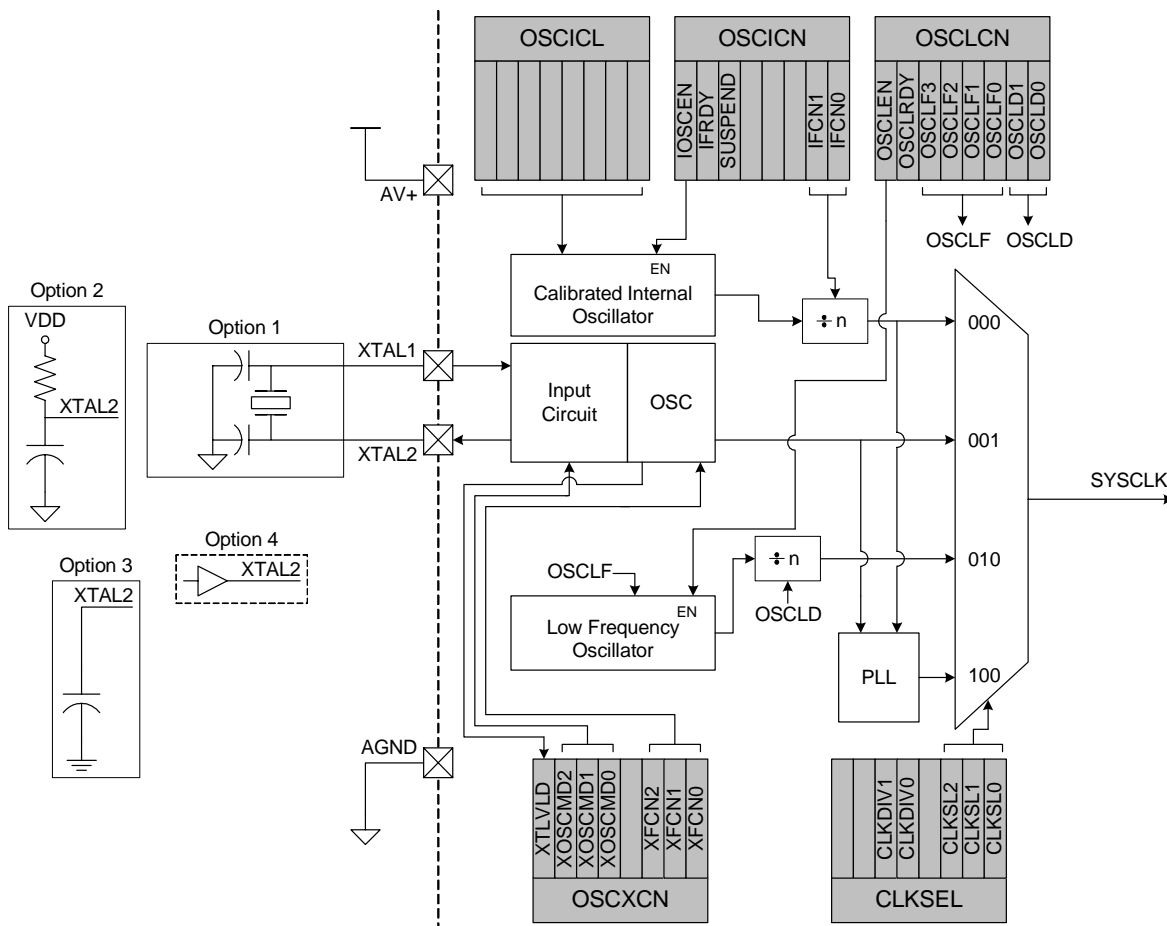 OSCICL
OSCICN
OSCLCN
IOSCEN
IFRDY
SUSPEND
IFCN1
IFCN0
OSCLEN
OSCLRDY
OSCLF3
OSCLF2
OSCLF1
OSCLF0
OSCLD1
OSCLD0
AV+
OSCLF
OSCLD
EN
Calibrated Internal
Oscillator
÷ n
000
Option 2
VDD
XTAL2
Option 1
XTAL1
XTAL2
Input
Circuit
OSC
001
SYSCLK
Option 3
XTAL2
Option 4
XTAL2
OSCLF
÷ n
OSCLD
010
EN
Low Frequency
Oscillator
PLL
100
AGND
XTLVLD
XOSCMD2
XOSCMD1
XOSCMD0
XFCN2
XFCN1
XFCN0
OSCXCN
CLKDIV1
CLKDIV0
CLKSL2
CLKSL1
CLKSL0
CLKSEL